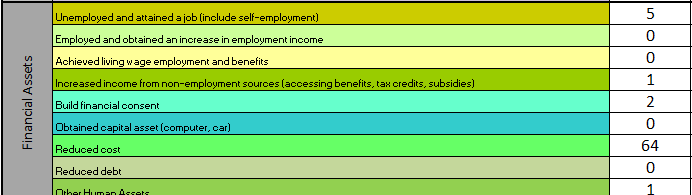 Financial Assets
Unemployed and attained a job (include self-employment) 5
Employed and obtained an increase in employment income 0
Achieved living wage employment and benefits 0
Increased income from non-employment sources (accessing benefits, tax credits, subsidies) 1
Build financial consent 2
Obtained capital asset (computer, car) 0
Reduced cost 64
Reduced debt 0
Other Human Assets 1